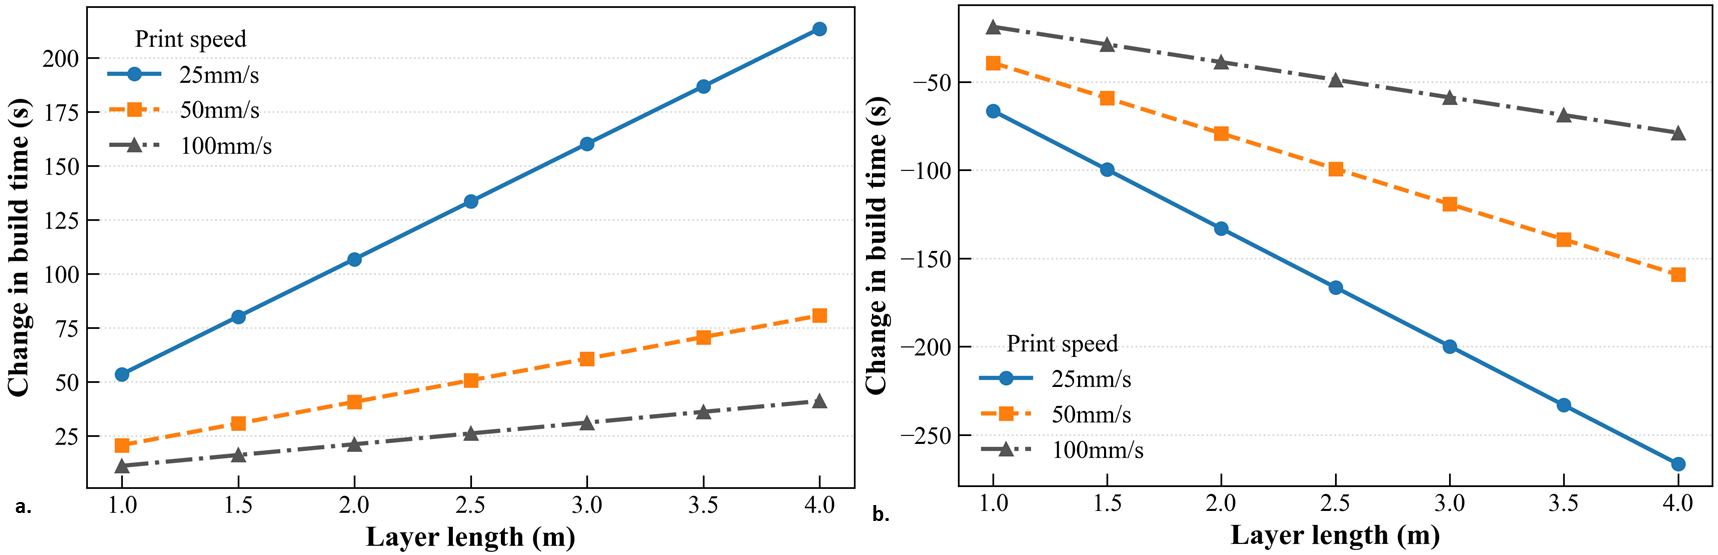 Print speed
25mm/s
50mm/s
100mm/s
200
175
150
125
100
75
50
25
Change in build time (s)
1.0 1.5 2.0 2.5 3.0 3.5 4.0
Layer length (m)
a.
Print speed
25mm/s
50mm/s
100mm/s
−50
−100
−150
−200
−250
Change in build time (s)
1.0 1.5 2.0 2.5 3.0 3.5 4.0
Layer length (m)
b.